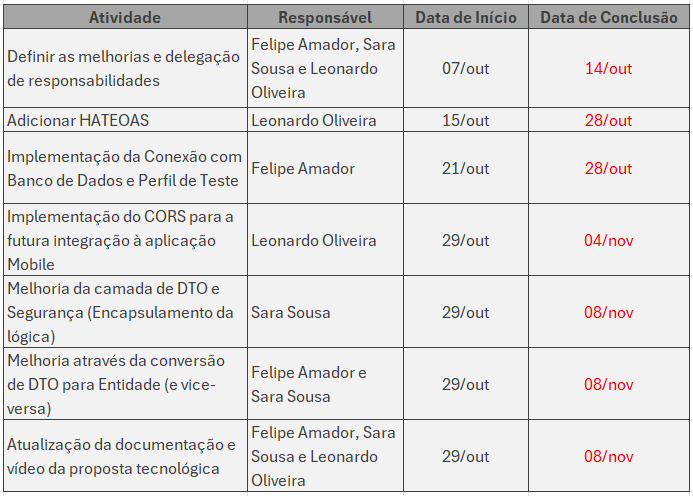 Atividade Responsável Data de Início Data de Conclusão
Definir as melhorias e delegação
de responsabilidades
Felipe Amador, Sara
Sousa e Leonardo
Oliveira
07/out
14/out
Adicionar HATEOAS
Leonardo Oliveira
15/out
28/out
Implementação da Conexão com
Banco de Dados e Perfil de Teste
Felipe Amador
21/out
28/out
Implementação do CORS para a
futura integração à aplicação
Mobile
Leonardo Oliveira
29/out
04/nov
Melhoria da camada de DTO e
Segurança (Encapsulamento da
lógica)
Sara Sousa
29/out
08/nov
Melhoria através da conversão
de DTO para Entidade (e vice-
versa)
Felipe Amador e
Sara Sousa
29/out
08/nov
Atualização da documentação e
vídeo da proposta tecnológica
Felipe Amador, Sara
Sousa e Leonardo
Oliveira
29/out
08/nov